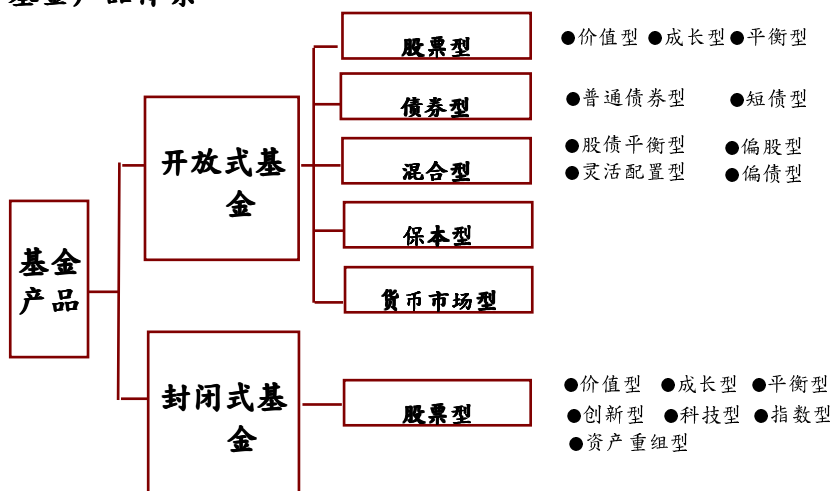 股票型
●价值型 ●成长型 ●平衡型
债券型
●普通债券型 ●短债型
开放式基
金
混合型
●股债平衡型 ●偏股型
●灵活配置型 ●偏债型
保本型
基金
产品
货币市场型
封闭式基
金
股票型
●价值型 ●成长型 ●平衡型
●创新型 ●科技型 ●指数型
●资产重组型